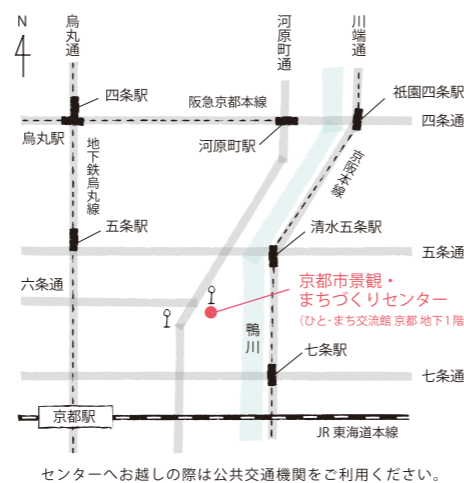 N
烏丸通
河原町通
川端通
四条駅
阪急京都本線
祇園四条駅
四条通
烏丸駅
河原町駅
地下鉄烏丸線
京阪本線
五条駅
清水五条駅
五条通
六条通
京都市景観・
まちづくりセンター
(ひと・まち交流館 京都 地下1階
鴨川
七条駅
七条通
京都駅
JR 東海道本線
センターへお越しの際は公共交通機関をご利用ください。